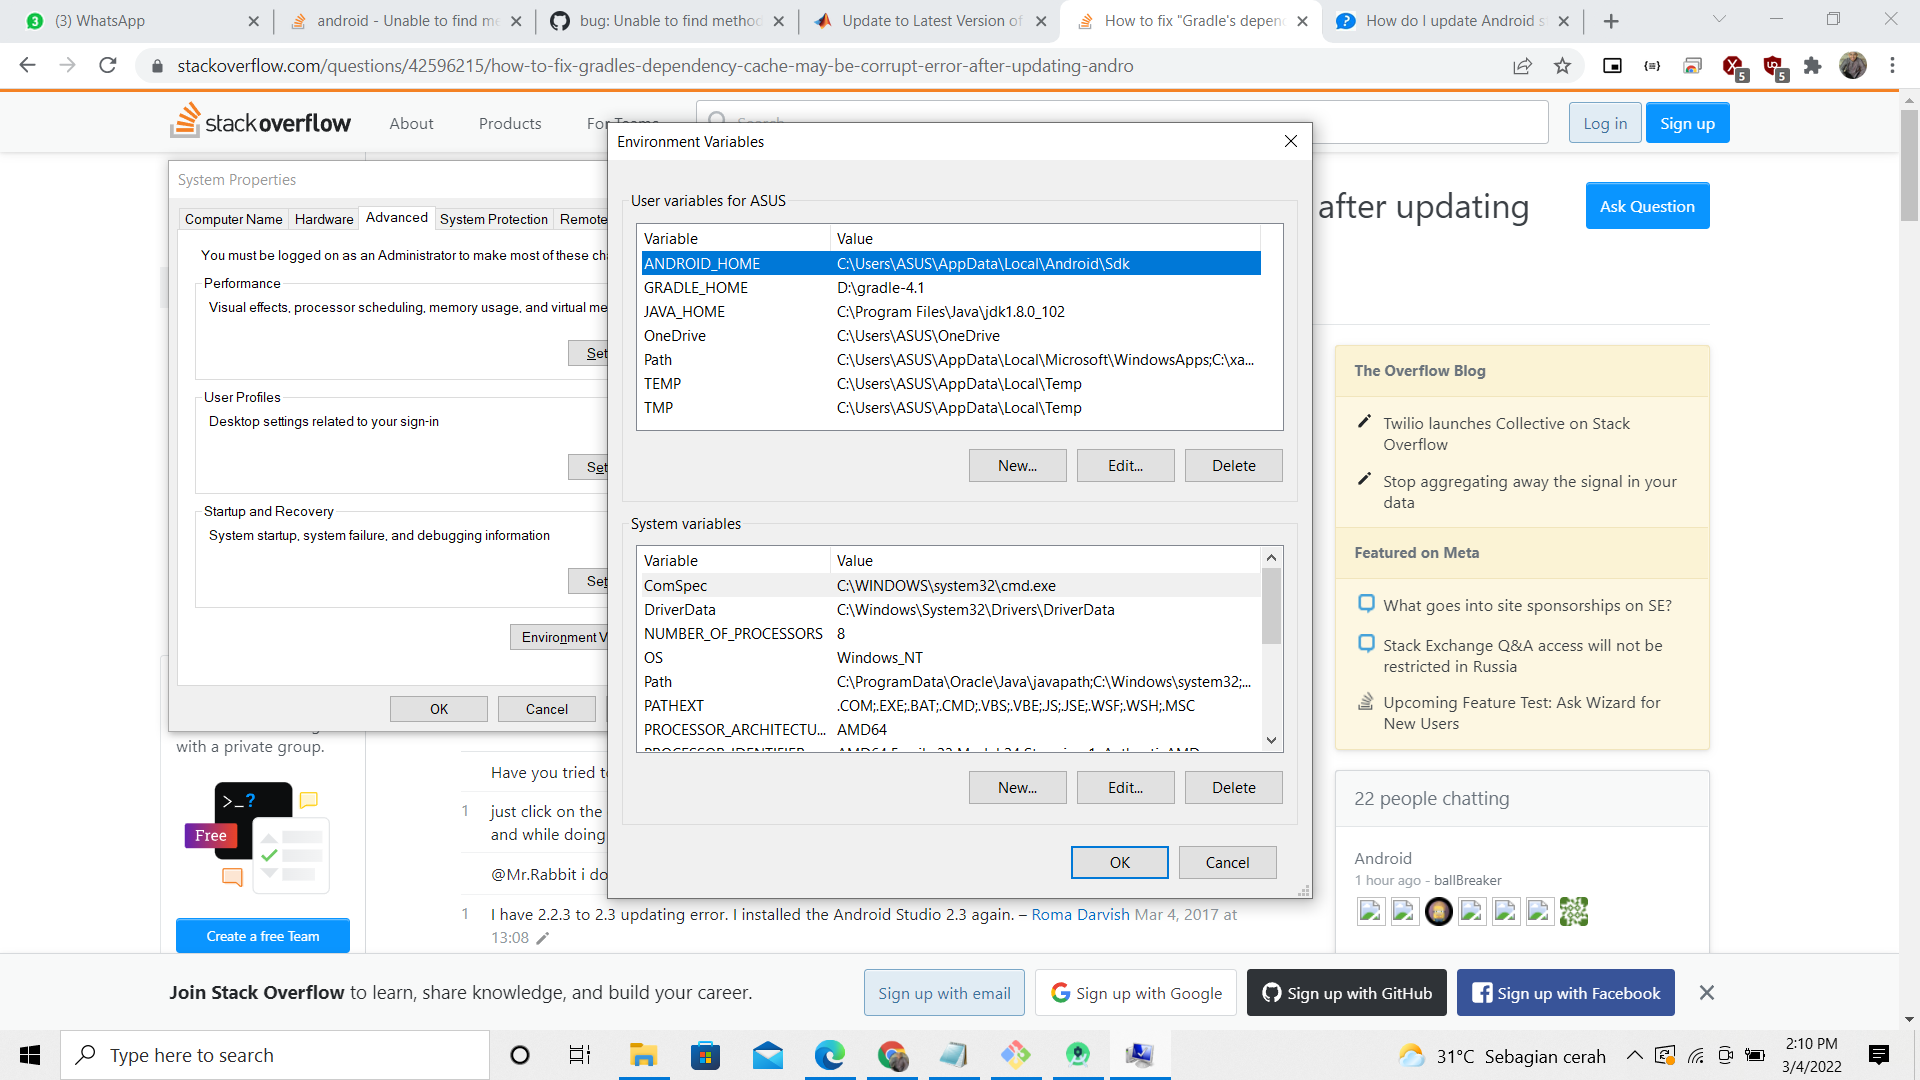 (3) WhatsApp
android - Unable to find me
bug: Unable to find metho
Update to Latest Version of
How to fix "Gradle's depen
How do I update Android s
stackoverflow.com/questions/42596215/how-to-fix-gradles-dependency-cache-may-be-corrupt-error-after-updating-andro
5
5
stackoverflow
About
Products
For Teams
Search
Log in
Sign up
after updating
Ask Question
System Properties
Computer Name
Hardware
Advanced
System Protection
Remote
You must be logged on as an Administrator to make most of these ch
Performance
Visual effects, processor scheduling, memory usage, and virtual me
Set
User Profiles
Desktop settings related to your sign-in
Set
Startup and Recovery
System startup, system failure, and debugging information
Set
Environment V
OK
Cancel
Environment Variables
User variables for ASUS
Variable Value
ANDROID_HOME C:\Users\ASUS\AppData\Local\Android\Sdk
GRADLE_HOME D:\gradle-4.1
JAVA_HOME C:\Program Files\Java\jdk1.8.0_102
OneDrive C:\Users\ASUS\OneDrive
Path C:\Users\ASUS\AppData\Local\Microsoft\WindowsApps;C:\xa...
TEMP C:\Users\ASUS\AppData\Local\Temp
TMP C:\Users\ASUS\AppData\Local\Temp
New...
Edit...
Delete
System variables
Variable Value
ComSpec C:\WINDOWS\system32\cmd.exe
DriverData C:\Windows\System32\Drivers\DriverData
NUMBER_OF_PROCESSORS 8
OS Windows_NT
Path C:\ProgramData\Oracle\Java\javapath;C:\Windows\system32;...
PATHEXT .COM;.EXE;.BAT;.CMD;.VBS;.VBE;.JS;.JSE;.WSF;.WSH;.MSC
PROCESSOR_ARCHITECTU... AMD64
New...
Edit...
Delete
OK
Cancel
The Overflow Blog
Twilio launches Collective on Stack
Overflow
Stop aggregating away the signal in your
data
Featured on Meta
What goes into site sponsorships on SE?
Stack Exchange Q&A access will not be
restricted in Russia
Upcoming Feature Test: Ask Wizard for
New Users
22 people chatting
Android
1 hour ago - ballBreaker
with a private group.
>_?
Free
Create a free Team
Have you tried to
1 just click on the
and while doing
@Mr.Rabbit i do
1 I have 2.2.3 to 2.3 updating error. I installed the Android Studio 2.3 again. – Roma Darvish Mar 4, 2017 at
13:08
Join Stack Overflow to learn, share knowledge, and build your career.
Sign up with email
Sign up with Google
Sign up with GitHub
Sign up with Facebook
Type here to search
31°C Sebagian cerah
2:10 PM
3/4/2022